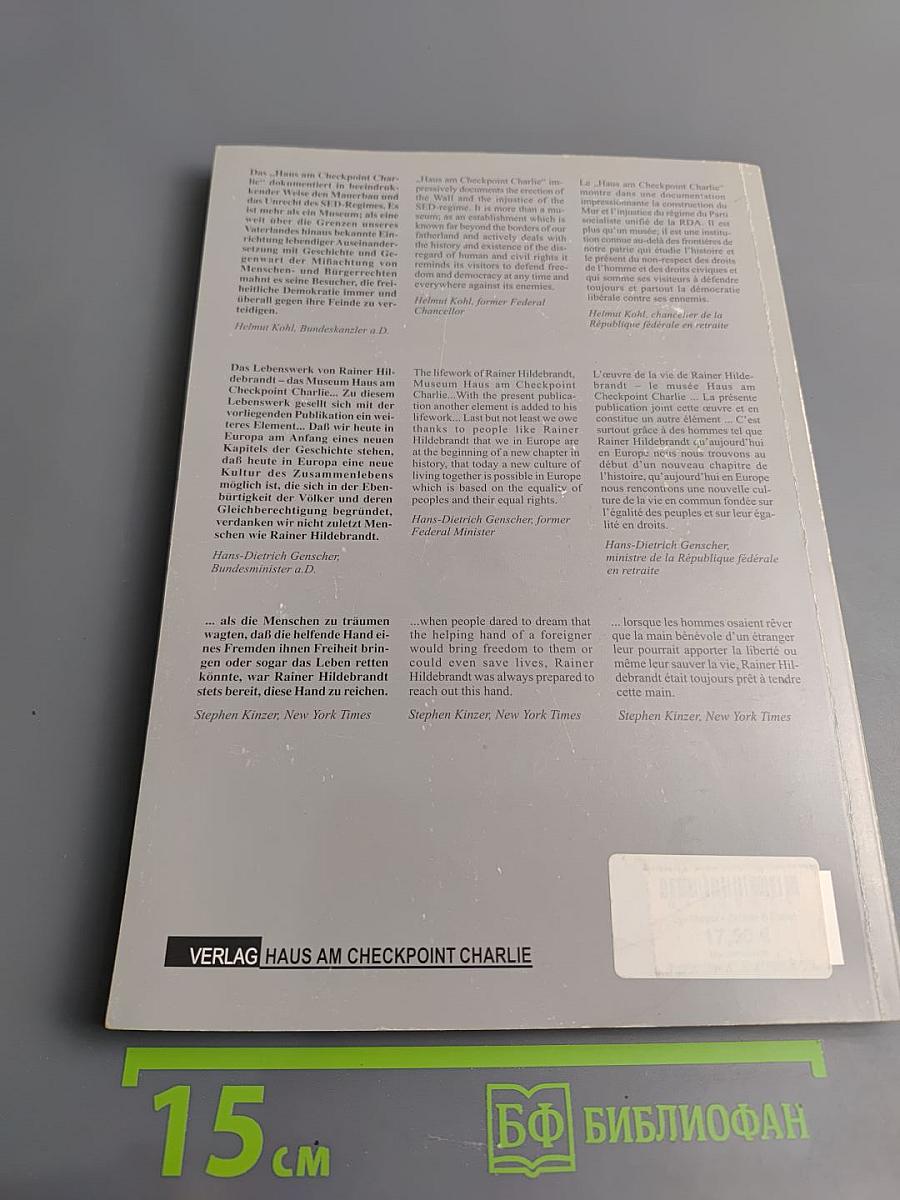 Das „Haus am Checkpoint Char-
lie“ dokumentiert in beeindruk-
kender Weise den Mauerbau und
das Unrecht des SED-Regimes. Es
ist mehr als ein Museum; als eine
weit über die Grenzen unseres
Vaterlandes hinaus bekannte Ein-
richtung lebendiger Auseinander-
setzung mit Geschichte und Ge-
genwart der Mißachtung von
Menschen- und Bürgerrechten
mahnt es seine Besucher, die frei-
heitliche Demokratie immer und
überall gegen ihre Feinde zu ver-
teidigen.
Helmut Kohl, Bundeskanzler a.D.
„Haus am Checkpoint Charlie“ im-
pressively documents the erection of
the Wall and the injustice of the
SED-regime. It is more than a mu-
seum; as an establishment which is
known far beyond the borders of our
fatherland and actively deals with
the history and existence of the dis-
regard of human and civil rights it
reminds its visitors to defend free-
dom and democracy at any time and
everywhere against its enemies.
Helmut Kohl, former Federal
Chancellor
Le „Haus am Checkpoint Charlie“
montre dans une documentation
impressionnante la construction du
Mur et l'injustice du régime du Parti
socialiste unifié de la RDA. Il est
plus qu'un musée; il est une institu-
tion connue au-delà des frontières de
notre patrie qui étudie l'histoire et
le présent du non-respect des droits
de l'homme et des droits civiques et
qui somme ses visiteurs à défendre
toujours et partout la démocratie
libérale contre ses ennemis.
Helmut Kohl, chancelier de la
République fédérale en retraite
Das Lebenswerk von Rainer Hil-
debrandt – das Museum Haus am
Checkpoint Charlie... Zu diesem
Lebenswerk gesellt sich mit der
vorliegenden Publikation ein wei-
teres Element... Daß wir heute in
Europa am Anfang eines neuen
Kapitels der Geschichte stehen,
daß heute in Europa eine neue
Kultur des Zusammenlebens
möglich ist, die sich in der Eben-
bürtigkeit der Völker und deren
Gleichberechtigung begründet,
verdanken wir nicht zuletzt Men-
schen wie Rainer Hildebrandt.
Hans-Dietrich Genscher,
Bundesminister a.D.
The lifework of Rainer Hildebrandt,
Museum Haus am Checkpoint
Charlie...With the present publica-
tion another element is added to his
lifework... Last but not least we owe
thanks to people like Rainer
Hildebrandt that we in Europe are
at the beginning of a new chapter in
history, that today a new culture of
living together is possible in Europe
which is based on the equality of
peoples and their equal rights.
Hans-Dietrich Genscher, former
Federal Minister
L'œuvre de la vie de Rainer Hilde-
brandt – le musée Haus am
Checkpoint Charlie ... La présente
publication joint cette œuvre et en
constitue un autre élément ... C'est
surtout grâce à des hommes tel que
Rainer Hildebrandt qu'aujourd'hui
en Europe nous nous trouvons au
début d'un nouveau chapitre de
l'histoire, qu'aujourd'hui en Europe
nous rencontrons une nouvelle cul-
ture de la vie en commun fondée sur
l'égalité des peuples et sur leur éga-
lité en droits.
Hans-Dietrich Genscher,
ministre de la République fédérale
en retraite
... als die Menschen zu träumen
wagten, daß die helfende Hand ei-
nes Fremden ihnen Freiheit brin-
gen oder sogar das Leben retten
könnte, war Rainer Hildebrandt
stets bereit, diese Hand zu reichen.
Stephen Kinzer, New York Times
...when people dared to dream that
the helping hand of a foreigner
would bring freedom to them or
could even save lives, Rainer
Hildebrandt was always prepared to
reach out this hand.
Stephen Kinzer, New York Times
... lorsque les hommes osaient rêver
que la main bénévole d'un étranger
leur pourrait apporter la liberté ou
même leur sauver la vie, Rainer Hil-
debrandt était toujours prêt à tendre
cette main.
Stephen Kinzer, New York Times
VERLAG HAUS AM CHECKPOINT CHARLIE
15 см
БФ БИБЛИОФАН